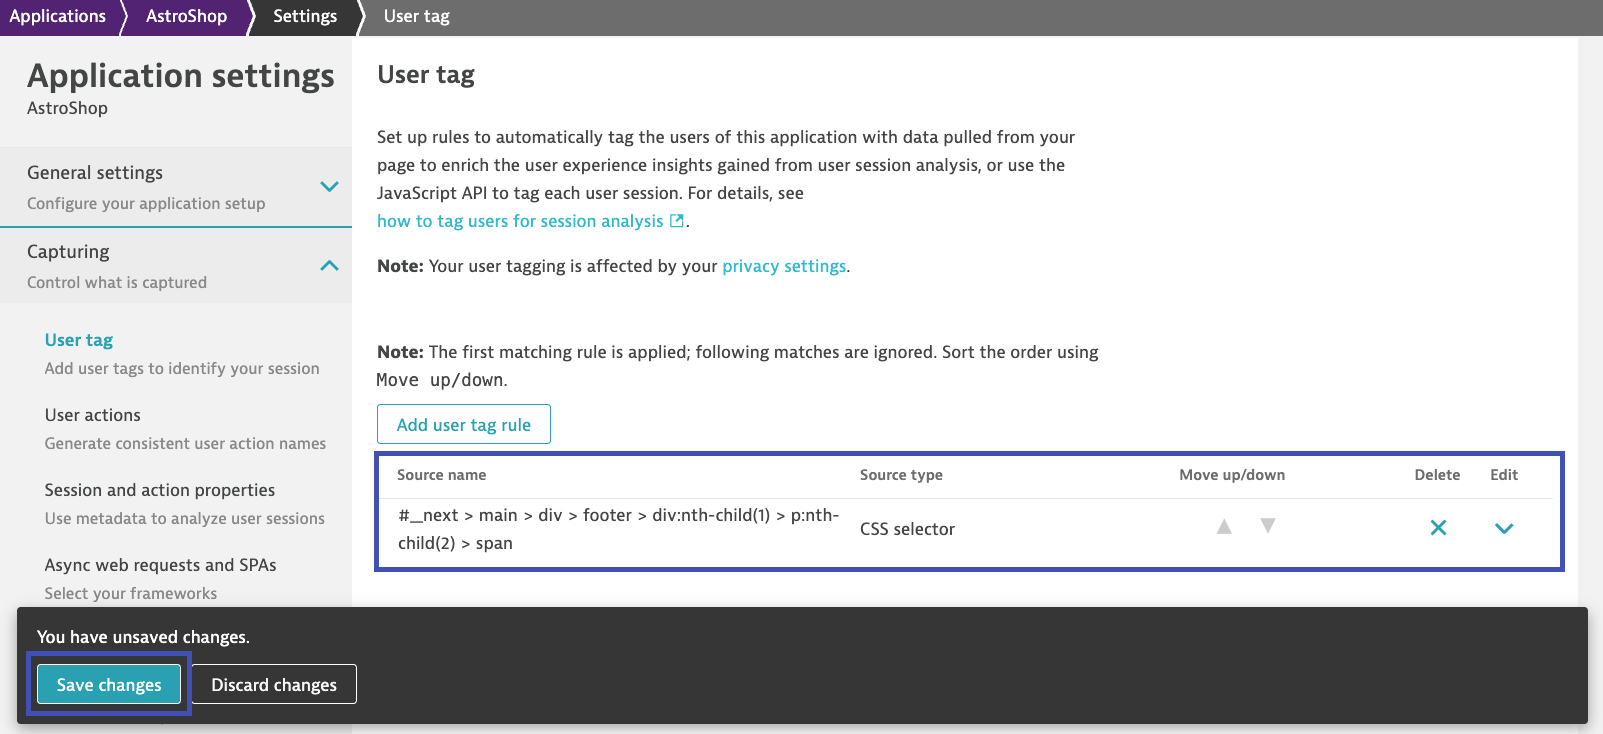 Applications AstroShop Settings User tag
Application settings
AstroShop
General settings
Configure your application setup
Capturing
Control what is captured
User tag
Add user tags to identify your session
User actions
Generate consistent user action names
Session and action properties
Use metadata to analyze user sessions
Async web requests and SPAs
Select your frameworks
User tag
Set up rules to automatically tag the users of this application with data pulled from your
page to enrich the user experience insights gained from user session analysis, or use the
JavaScript API to tag each user session. For details, see
how to tag users for session analysis.
Note: Your user tagging is affected by your privacy settings.
Note: The first matching rule is applied; following matches are ignored. Sort the order using
Move up/down.
Add user tag rule
Source name Source type Move up/down Delete Edit
#__next > main > div > footer > div:nth-child(1) > p:nth-
child(2) > span
CSS selector
You have unsaved changes.
Save changes Discard changes